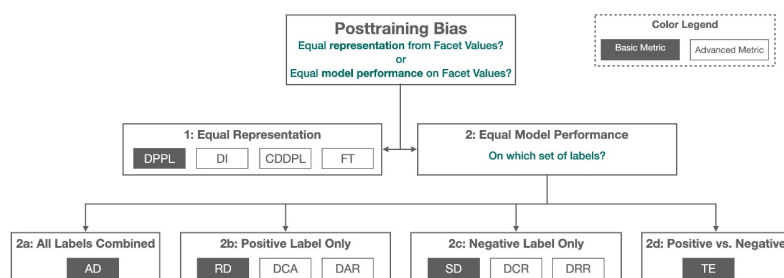 Posttraining Bias
Equal representation from Facet Values?
or
Equal model performance on Facet Values?
Color Legend
Basic Metric
Advanced Metric
1: Equal Representation
DPPL
DI
CDDPL
FT
2: Equal Model Performance
On which set of labels?
2a: All Labels Combined
AD
2b: Positive Label Only
RD
DCA
DAR
2c: Negative Label Only
SD
DCR
DRR
2d: Positive vs. Negative
TE